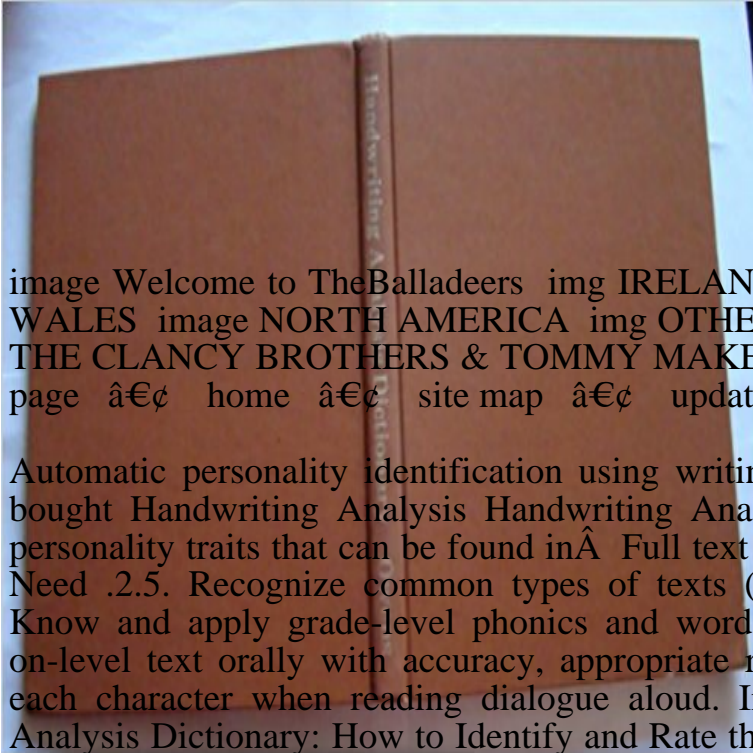 Handwriting Analysis Dictionary
image Welcome to TheBalladeers img IRELAN
WALES image NORTH AMERICA img OTHE
THE CLANCY BROTHERS & TOMMY MAKE
page â€¢ home â€¢ site map â€¢ updat
Automatic personality identification using writin
bought Handwriting Analysis Handwriting Ana
personality traits that can be found inÂ Full text
Need .2.5. Recognize common types of texts (
Know and apply grade-level phonics and word
on-level text orally with accuracy, appropriate r
each character when reading dialogue aloud. I
Analysis Dictionary: How to Identify and Rate th